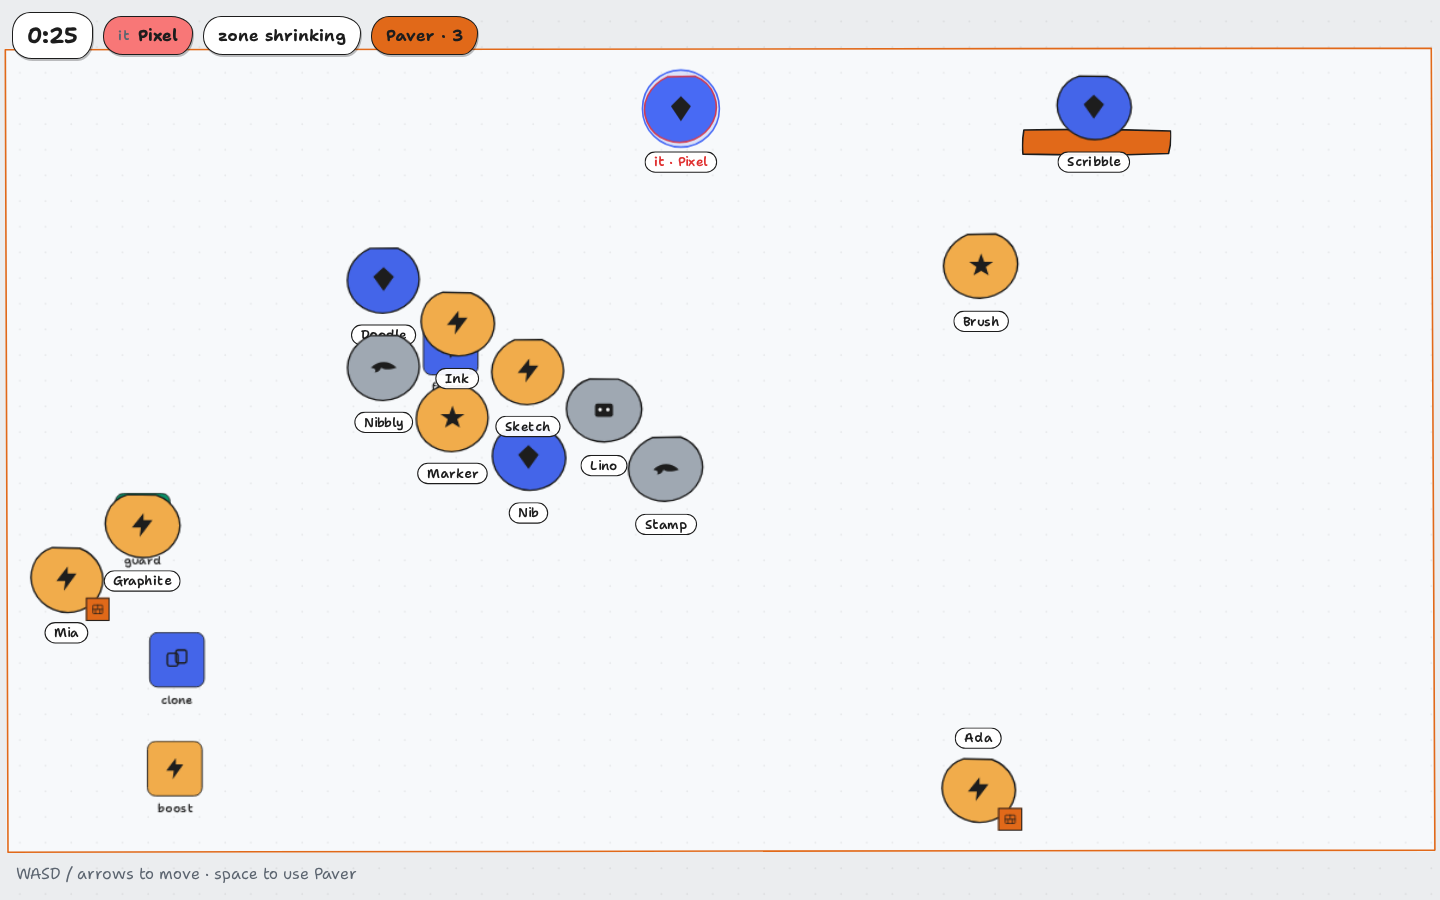 0:25
it Pixel
zone shrinking
Paver · 3
it · Pixel
Scribble
Brush
Doodle
Ink
Nibbly
Sketch
Marker
Lino
Nib
Stamp
guard
Graphite
Mia
clone
Ada
boost
WASD / arrows to move · space to use Paver